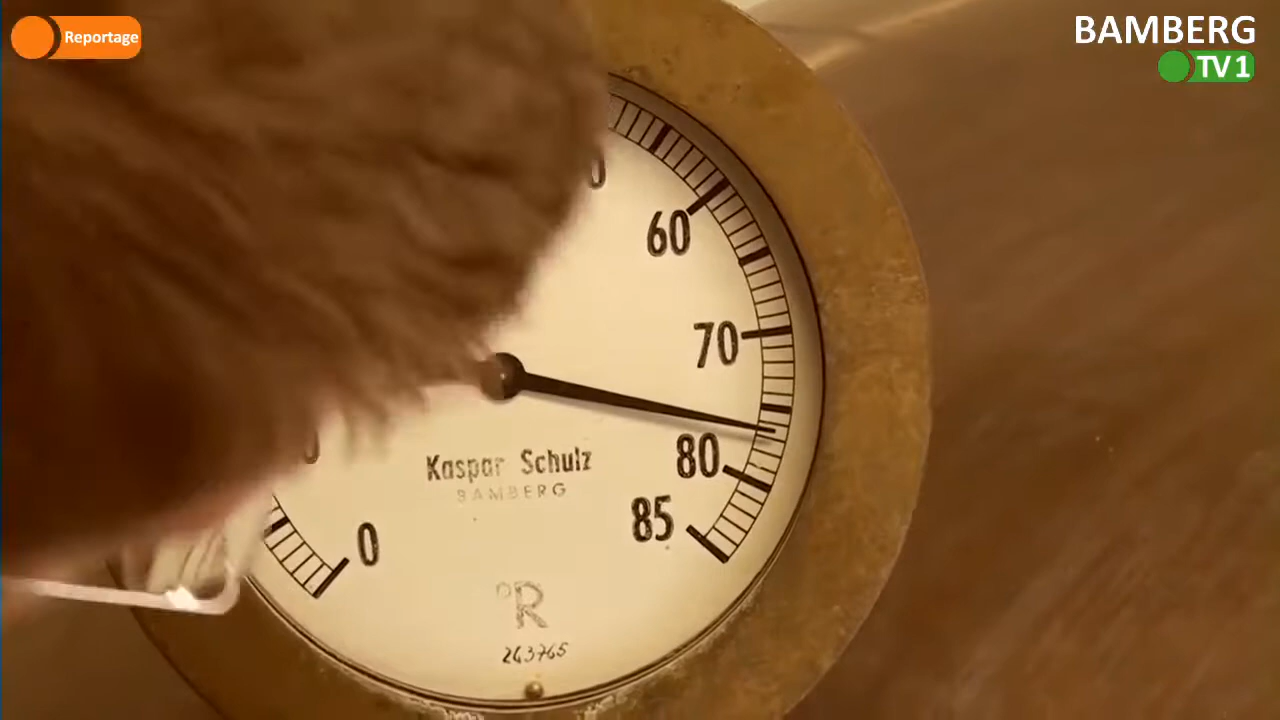 Reportage
BAMBERG
TV1
60
70
80
85
0
Kaspar Schulz
BAMBERG
°R
243765